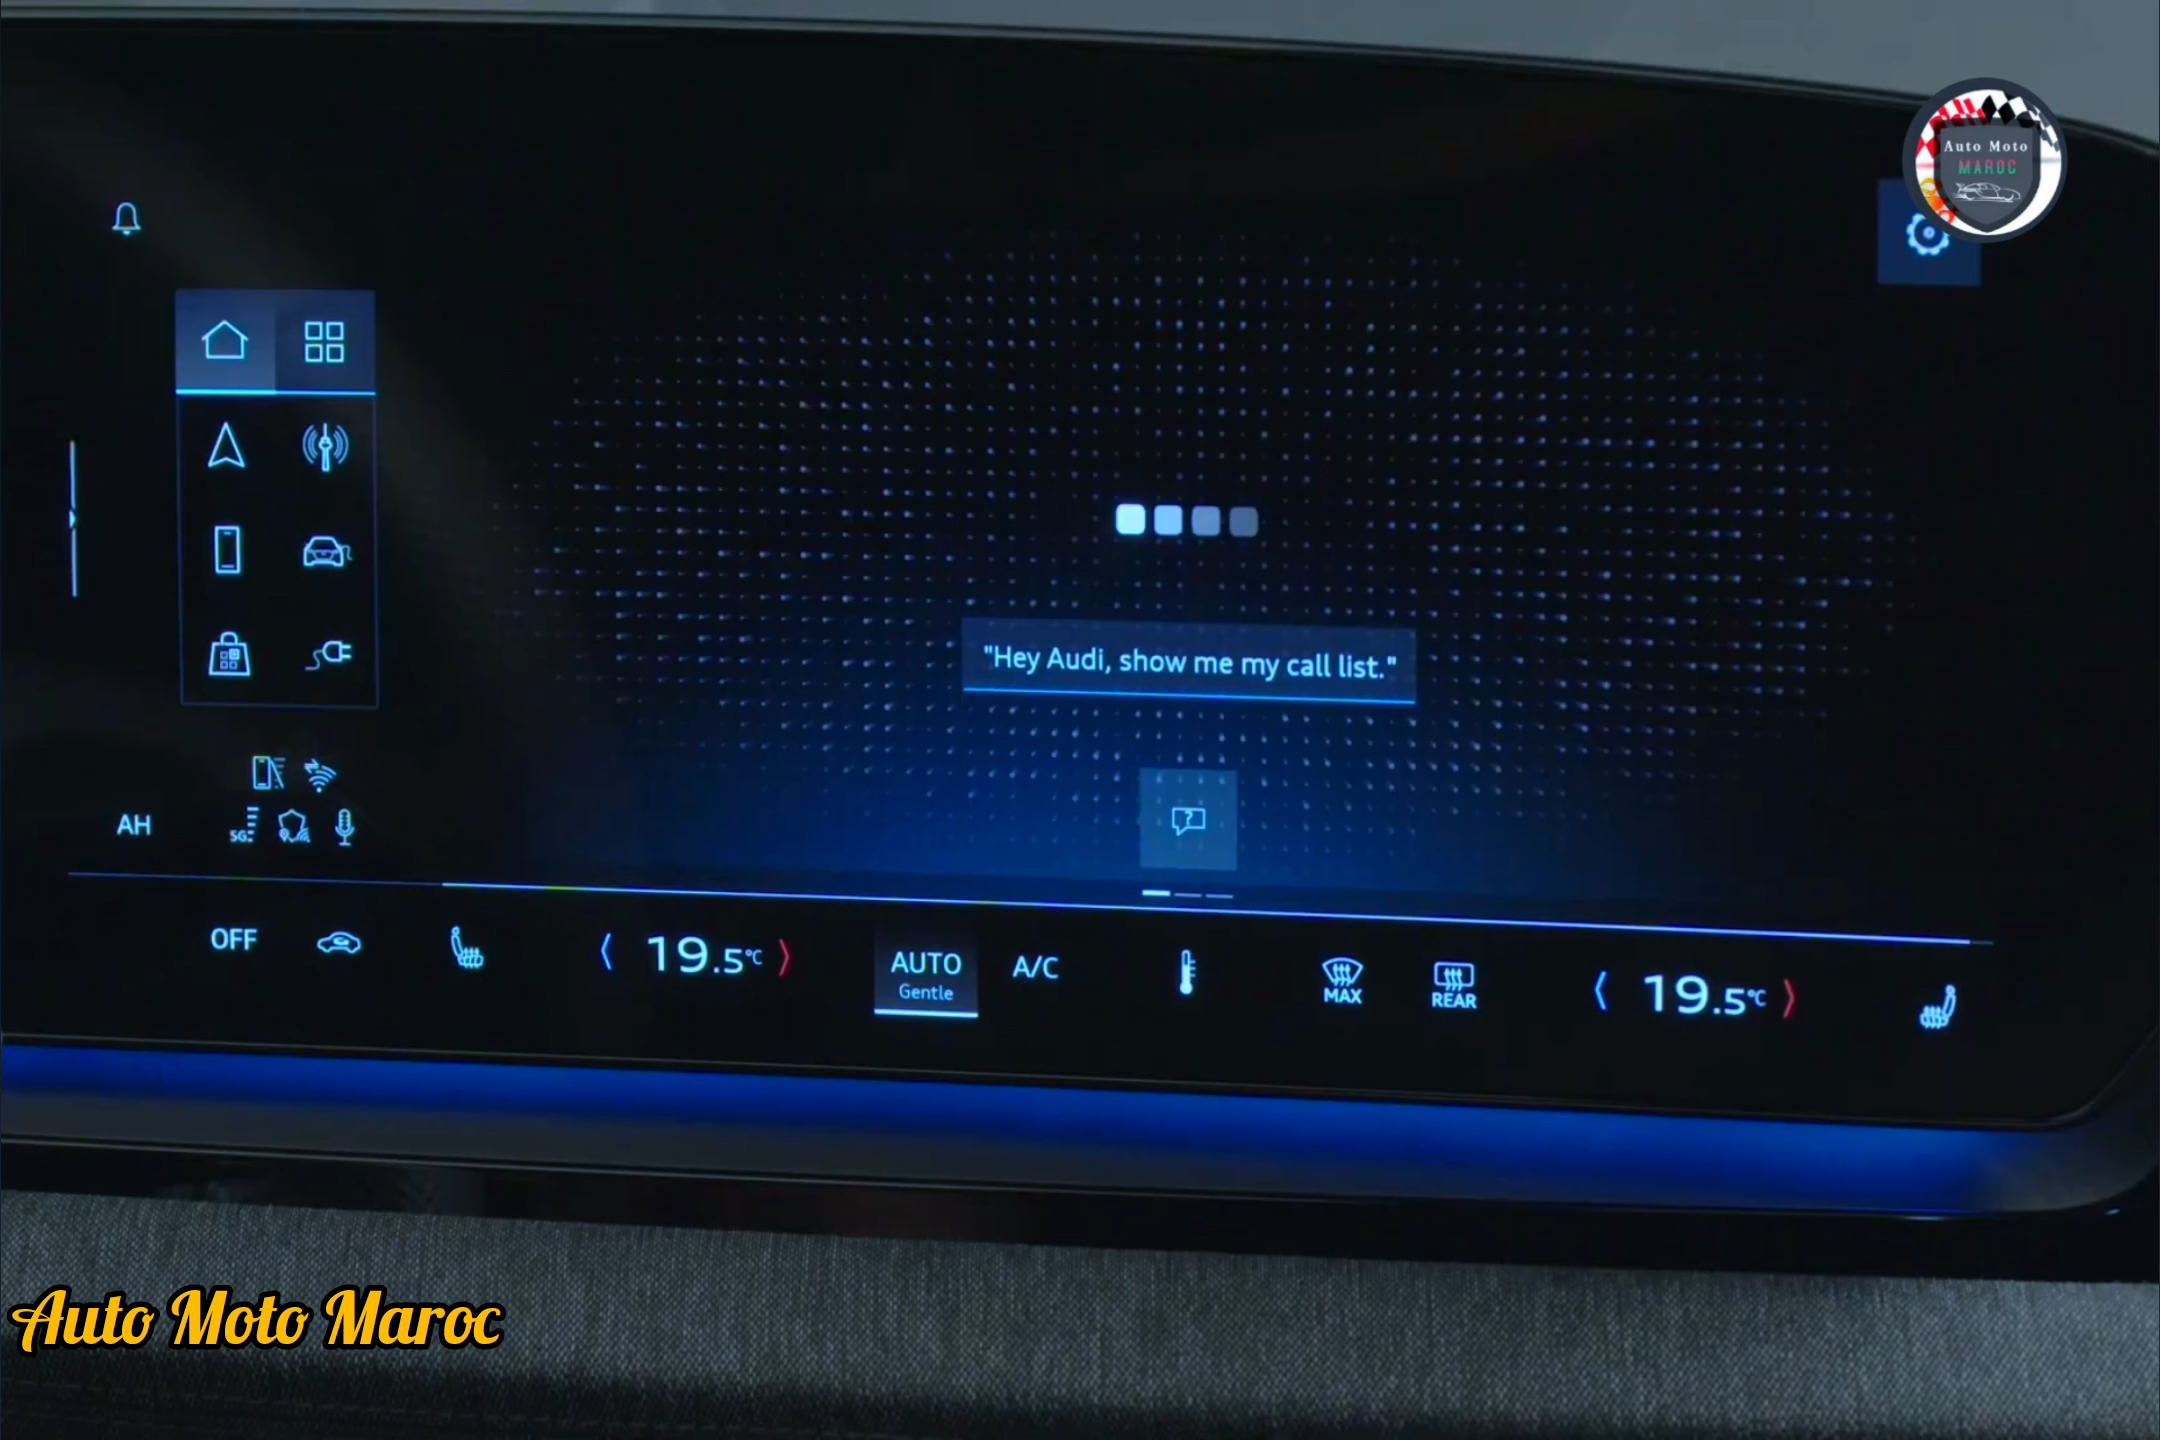 Auto Moto
MAROC
"Hey Audi, show me my call list."
?
AH
5G
OFF
19.5°C
AUTO
Gentle
A/C
MAX
REAR
19.5°C
Auto Moto Maroc